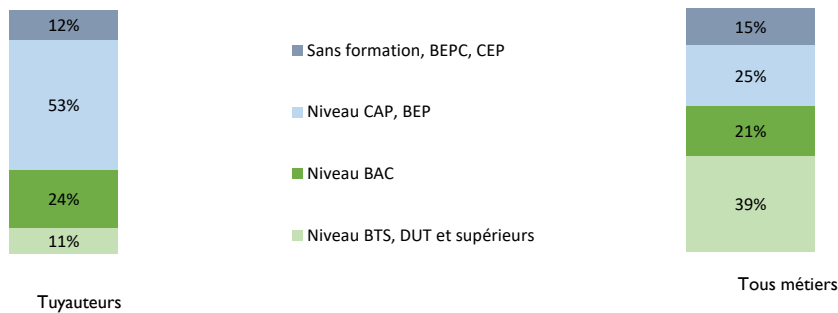 12%
53%
24%
11%
Tuyauteurs
Sans formation, BEPC, CEP
Niveau CAP, BEP
Niveau BAC
Niveau BTS, DUT et supérieurs
15%
25%
21%
39%
Tous métiers